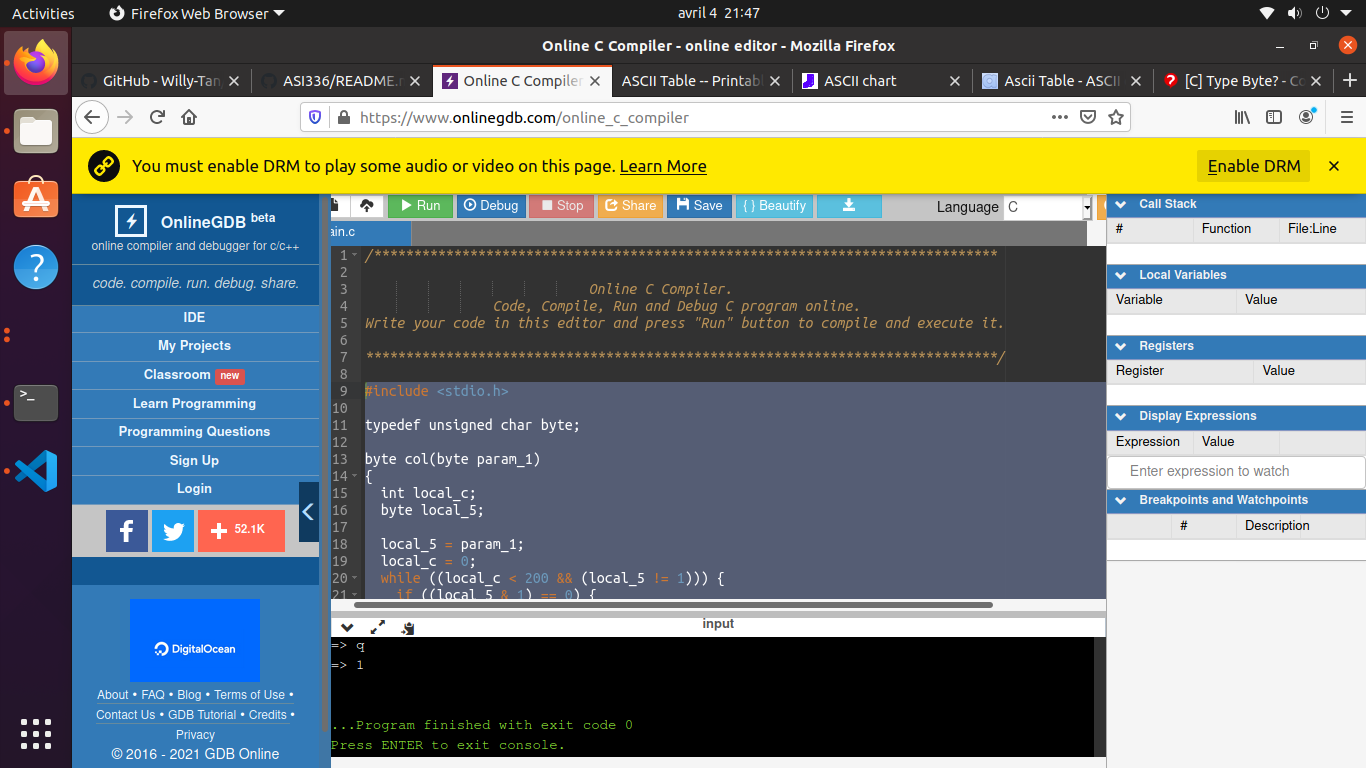 Activities Firefox Web Browser avril 4 21:47
Online C Compiler - online editor - Mozilla Firefox
GitHub - Willy-Tan ASI336/README.r Online C Compiler ASCII Table -- Printab ASCII chart Ascii Table - ASCII [C] Type Byte? - Co
https://www.onlinegdb.com/online_c_compiler
You must enable DRM to play some audio or video on this page. Learn More Enable DRM
OnlineGDB beta
online compiler and debugger for c/c++
code. compile. run. debug. share.
IDE
My Projects
Classroom new
Learn Programming
Programming Questions
Sign Up
Login
52.1K
DigitalOcean
About • FAQ • Blog • Terms of Use •
Contact Us • GDB Tutorial • Credits •
Privacy
© 2016 - 2021 GDB Online
Run Debug Stop Share Save { } Beautify Language C
ain.c
1 /******************************************************************************
2
3 Online C Compiler.
4 Code, Compile, Run and Debug C program online.
5 Write your code in this editor and press "Run" button to compile and execute it.
6
7 *******************************************************************************/
8
9 #include <stdio.h>
10
11 typedef unsigned char byte;
12
13 byte col(byte param_1)
14 {
15 int local_c;
16 byte local_5;
17
18 local_5 = param_1;
19 local_c = 0;
20 while ((local_c < 200 && (local_5 != 1))) {
21 if ((local_5 & 1) == 0) {
input
=> q
=> 1
...Program finished with exit code 0
Press ENTER to exit console.
Call Stack
# Function File:Line
Local Variables
Variable Value
Registers
Register Value
Display Expressions
Expression Value
Enter expression to watch
Breakpoints and Watchpoints
# Description